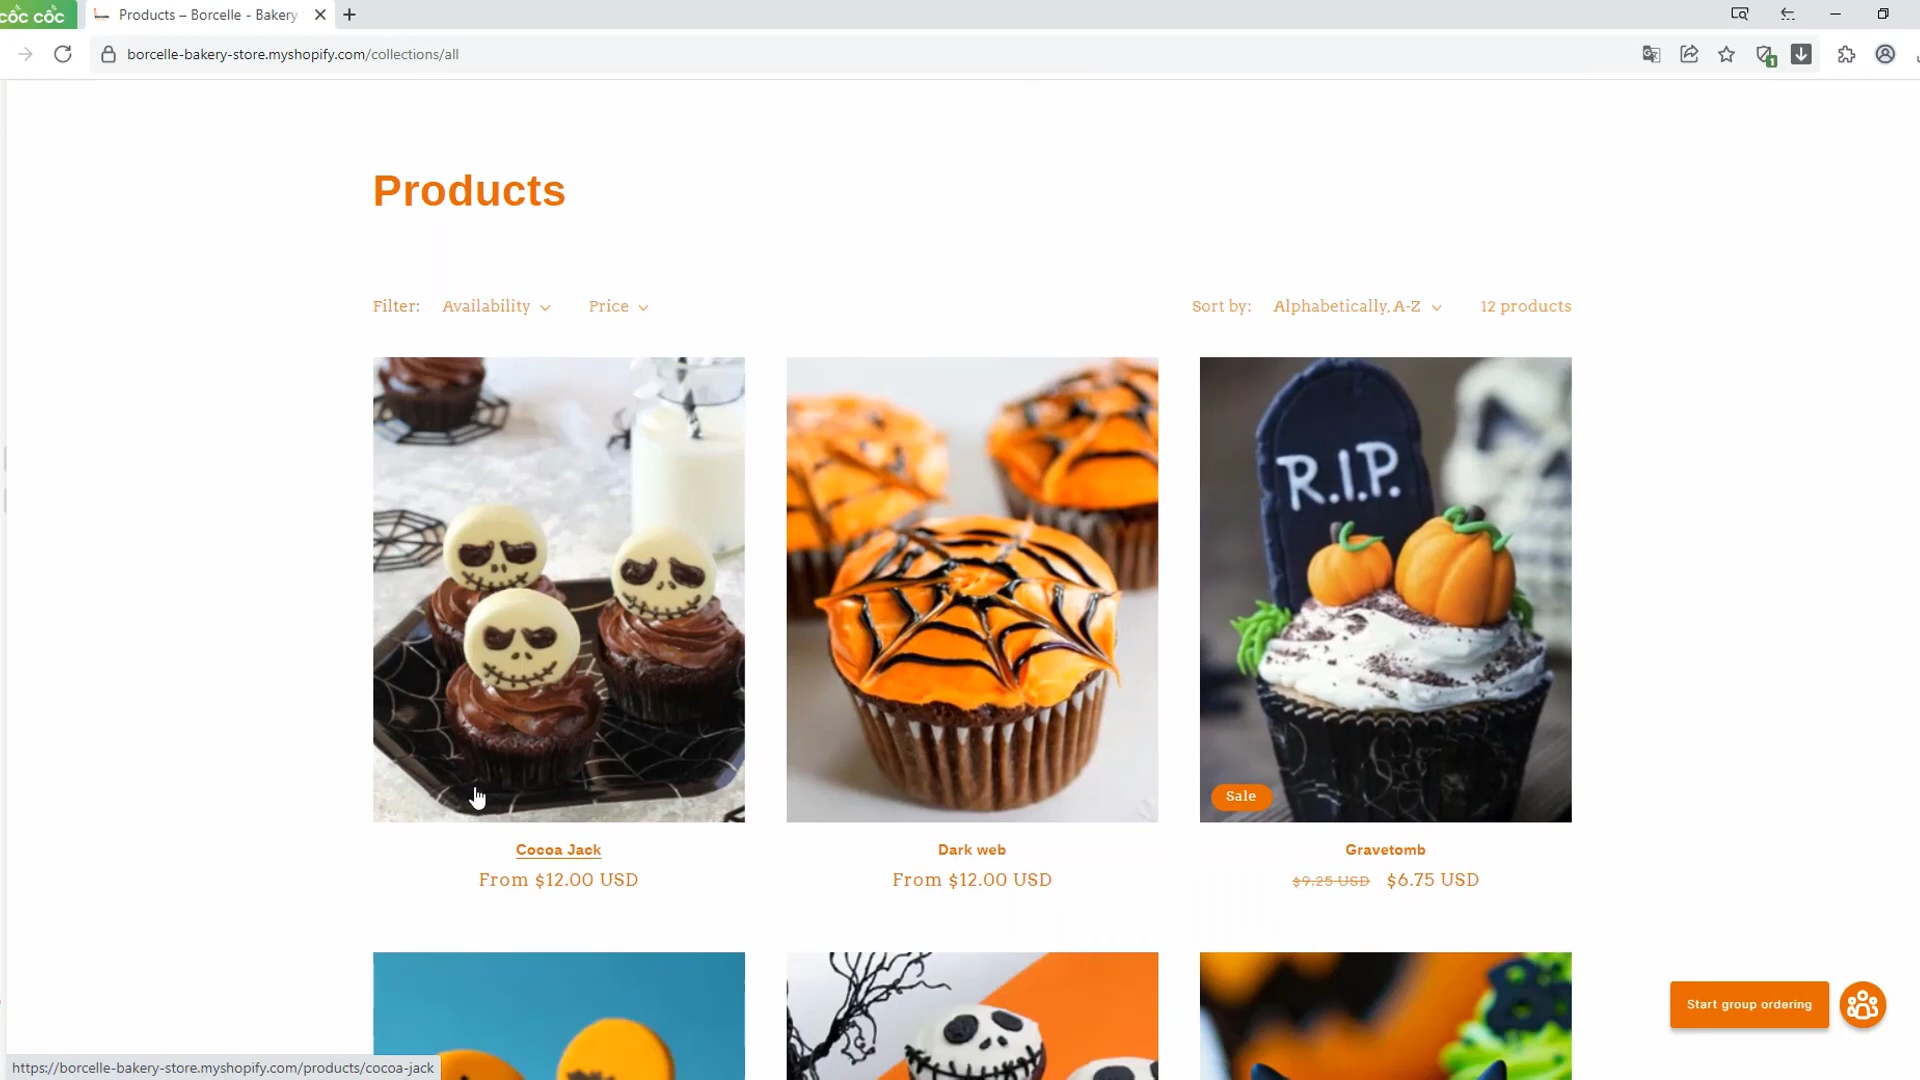 cốc cốc
Products – Borcelle - Bakery
borcelle-bakery-store.myshopify.com/collections/all
1
Products
Filter: Availability Price
Sort by: Alphabetically, A-Z 12 products
R.I.P.
Sale
Cocoa Jack
From $12.00 USD
Dark web
From $12.00 USD
Gravetomb
$9.25 USD $6.75 USD
Start group ordering
https://borcelle-bakery-store.myshopify.com/products/cocoa-jack